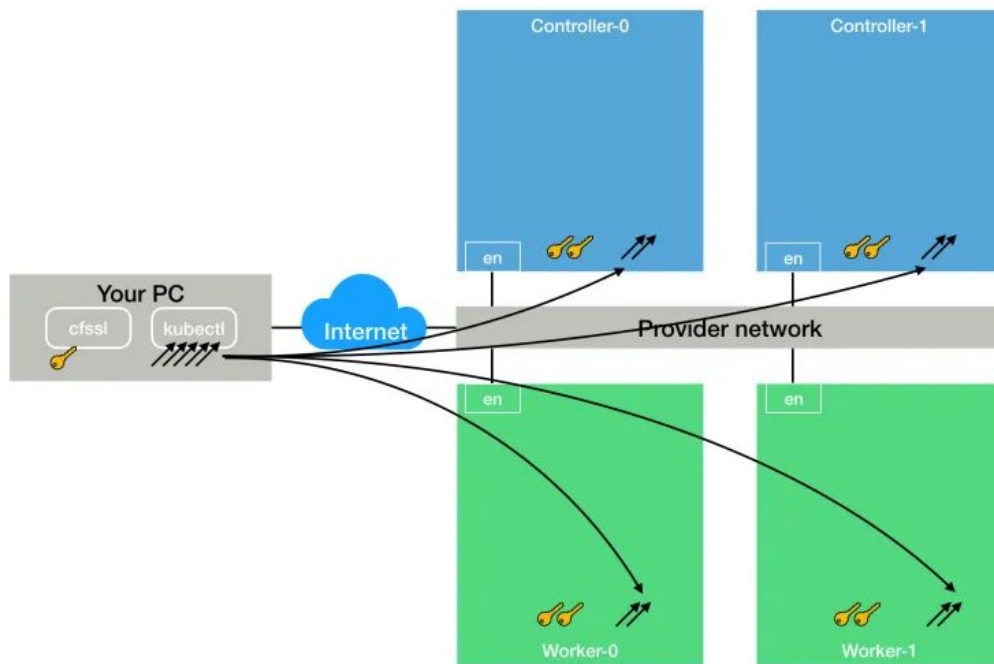 Controller-0
Controller-1
en
en
Your PC
cfssl
kubectl
Internet
Provider network
en
en
Worker-0
Worker-1